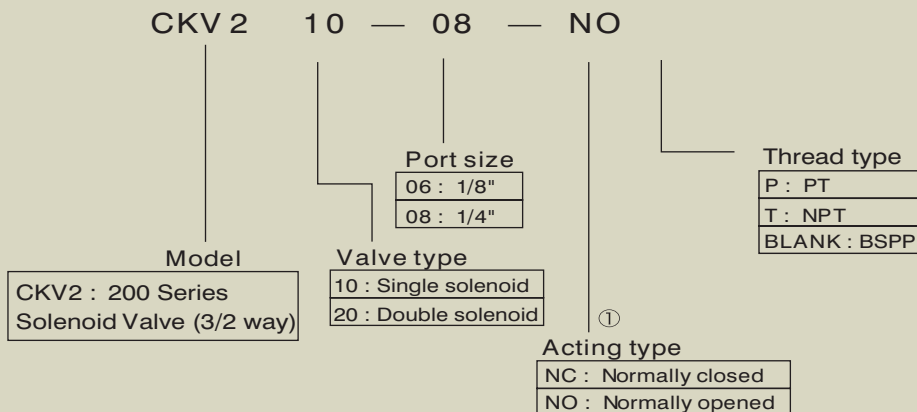 CKV2 10 — 08 — NO
Port size
06 : 1/8"
08 : 1/4"
Thread type
P : PT
T : NPT
BLANK : BSPP
Model
CKV2 : 200 Series
Solenoid Valve (3/2 way)
Valve type
10 : Single solenoid
20 : Double solenoid
①
Acting type
NC : Normally closed
NO : Normally opened